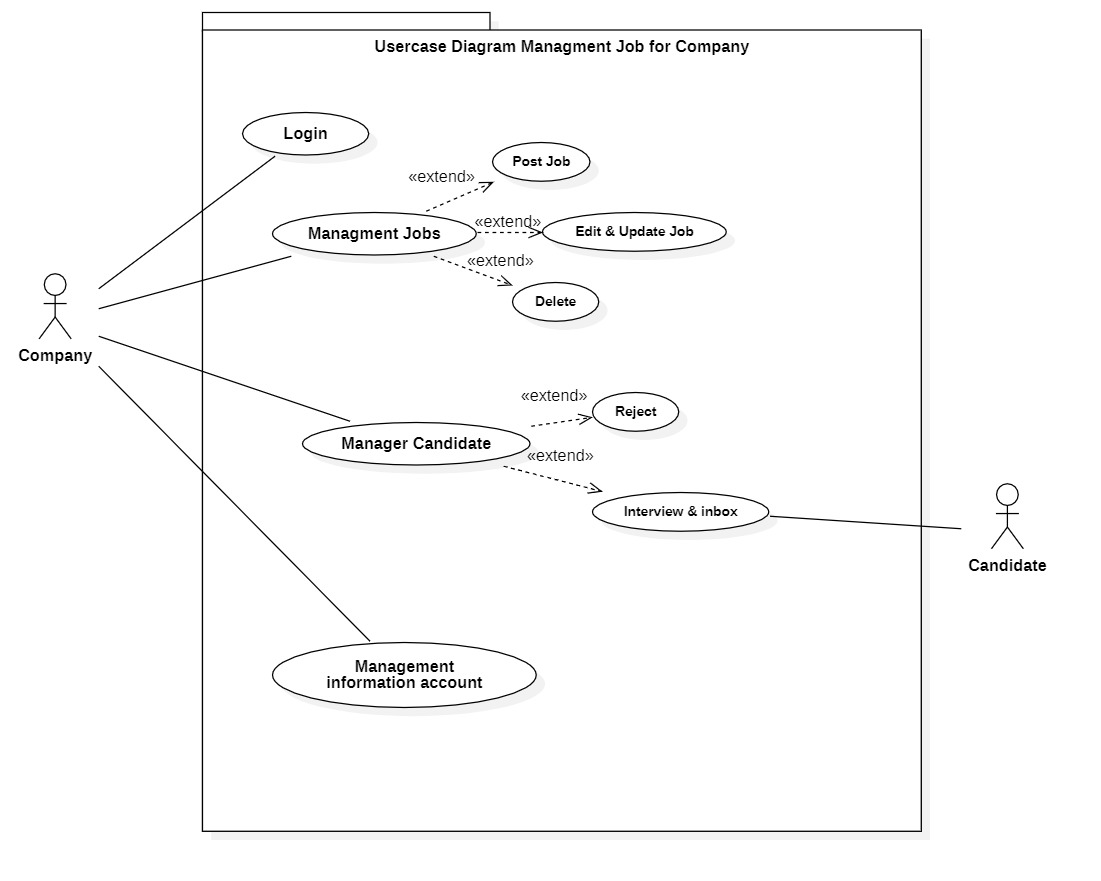 Usercase Diagram Managment Job for Company
Login
Post Job
«extend»
«extend»
Managment Jobs
Edit & Update Job
«extend»
Delete
Company
«extend»
Reject
Manager Candidate
«extend»
Interview & inbox
Candidate
Management
information account